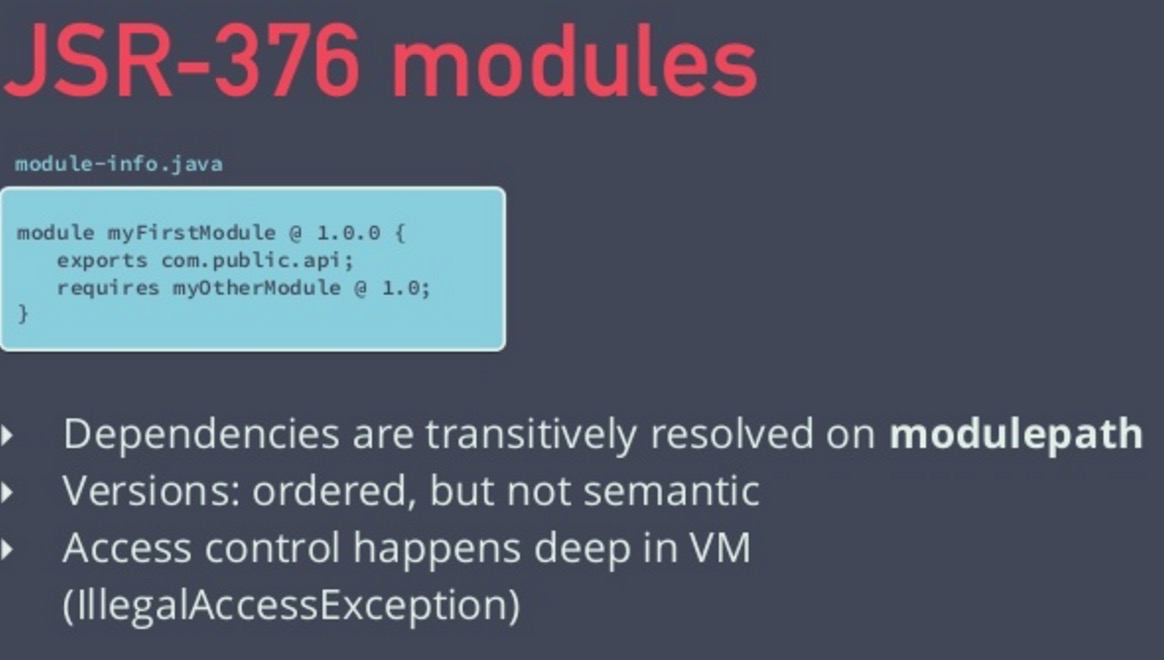 JSR-376 modules
module-info.java
module myFirstModule @ 1.0.0 {
exports com.public.api;
requires myOtherModule @ 1.0;
}
Dependencies are transitively resolved on modulepath
Versions: ordered, but not semantic
Access control happens deep in VM
(IllegalAccessException)